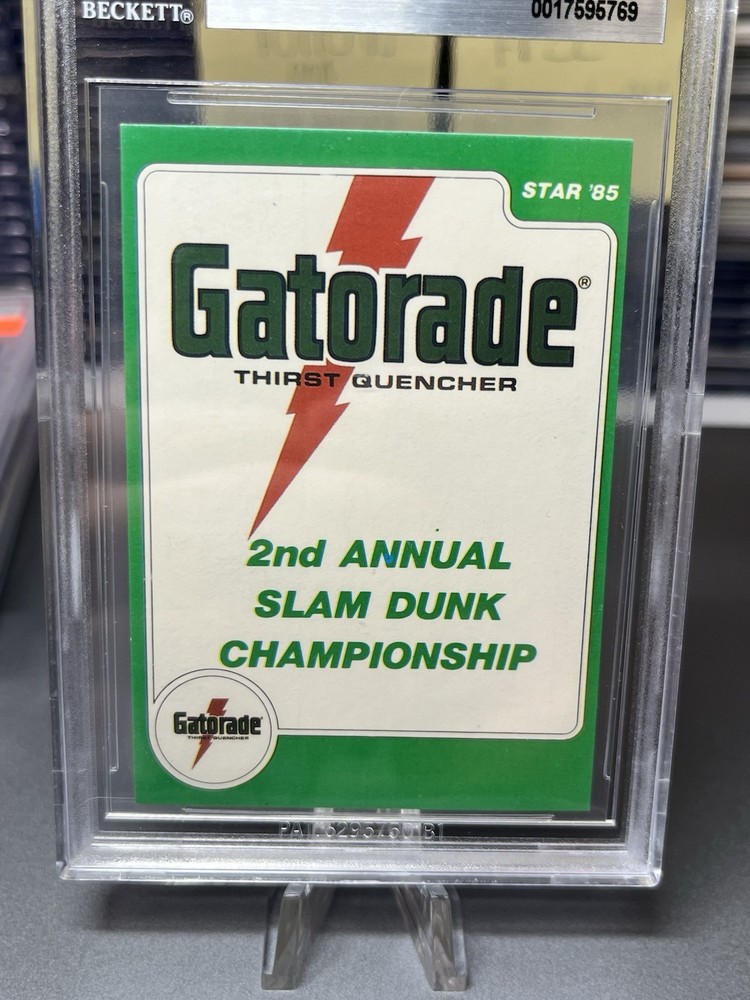 BECKETT®
0017595769
STAR '85
Gatorade®
THIRST QUENCHER
2nd ANNUAL
SLAM DUNK
CHAMPIONSHIP
Gatorade
THIRST QUENCHER